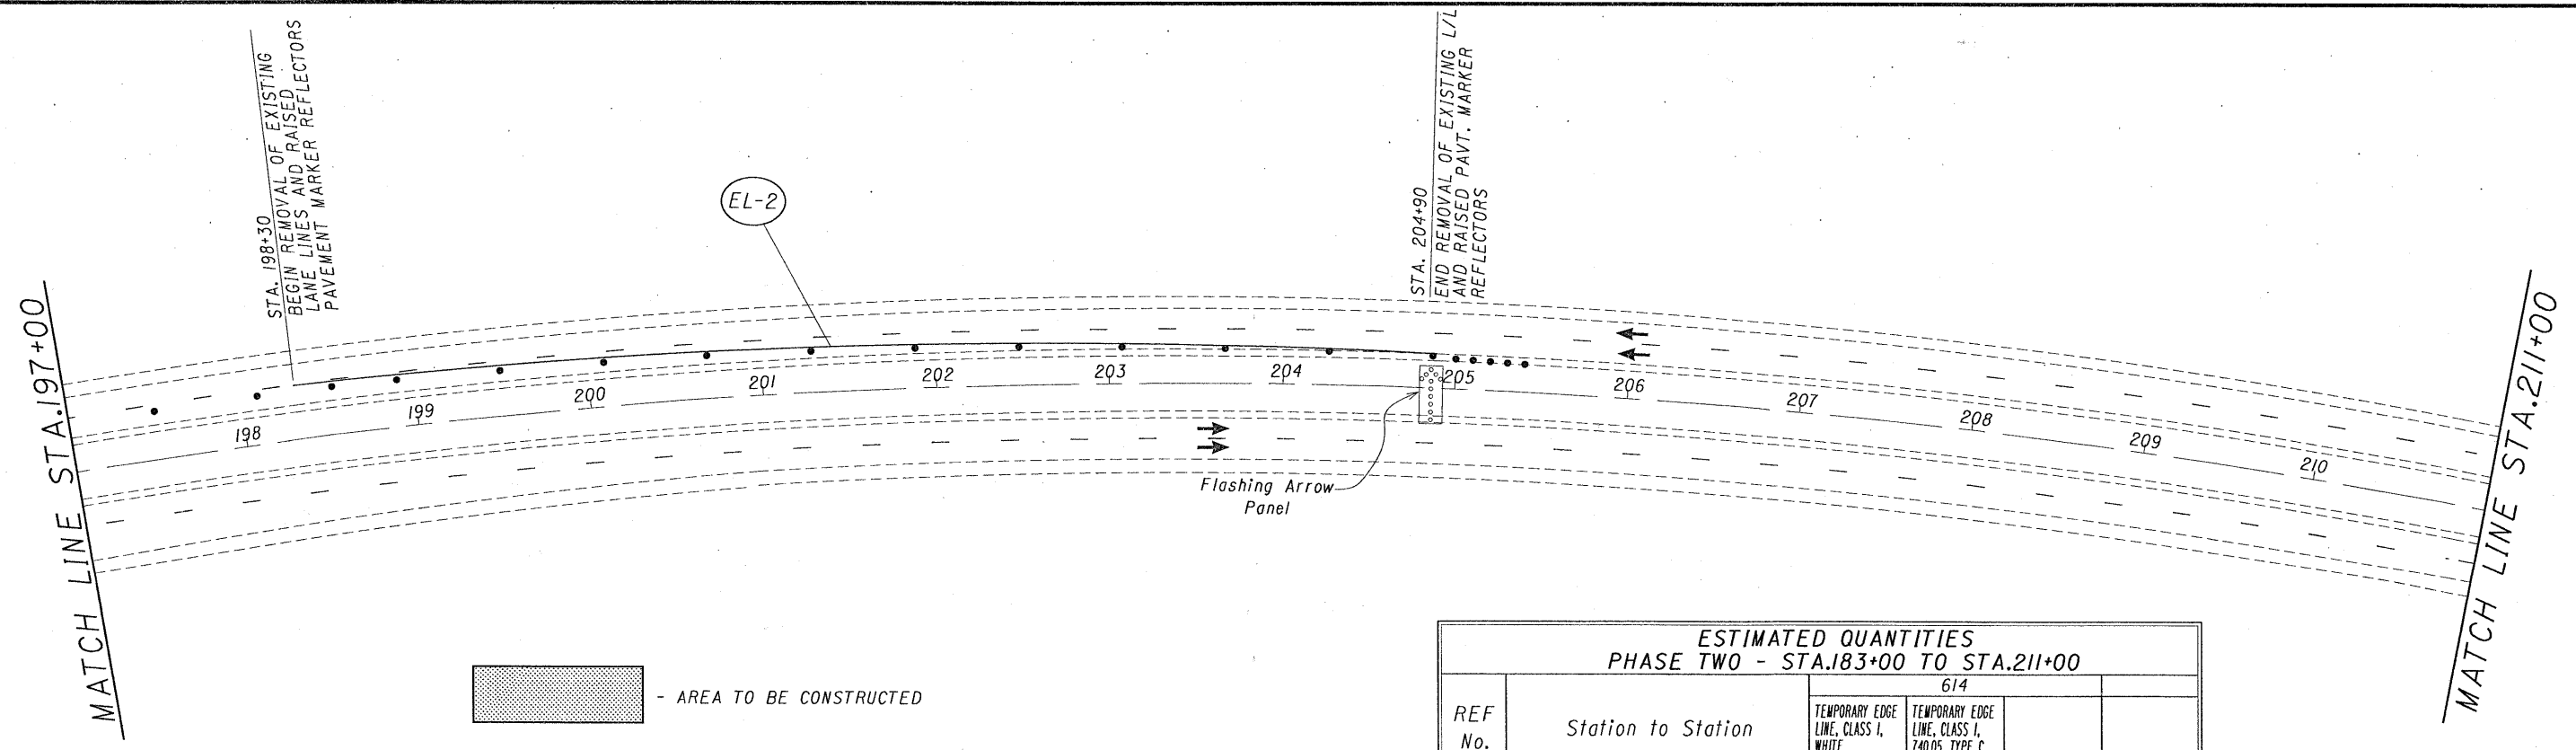 STA. 198+30
BEGIN REMOVAL OF EXISTING
LANE LINES AND RAISED
PAVEMENT MARKER REFLECTORS
STA. 204+90
END REMOVAL OF EXISTING L/L
AND RAISED PAVT. MARKER
REFLECTORS
EL-2
MATCH LINE STA.197+00
MATCH LINE STA.211+00
198
199
200
201
202
203
204
205
206
207
208
209
210
Flashing Arrow
Panel
- AREA TO BE CONSTRUCTED
ESTIMATED QUANTITIES
PHASE TWO - STA.183+00 TO STA.211+00
614
REF
No.
Station to Station
TEMPORARY EDGE
LINE, CLASS I,
WHITE
TEMPORARY EDGE
LINE, CLASS I,
740.05, TYPE C